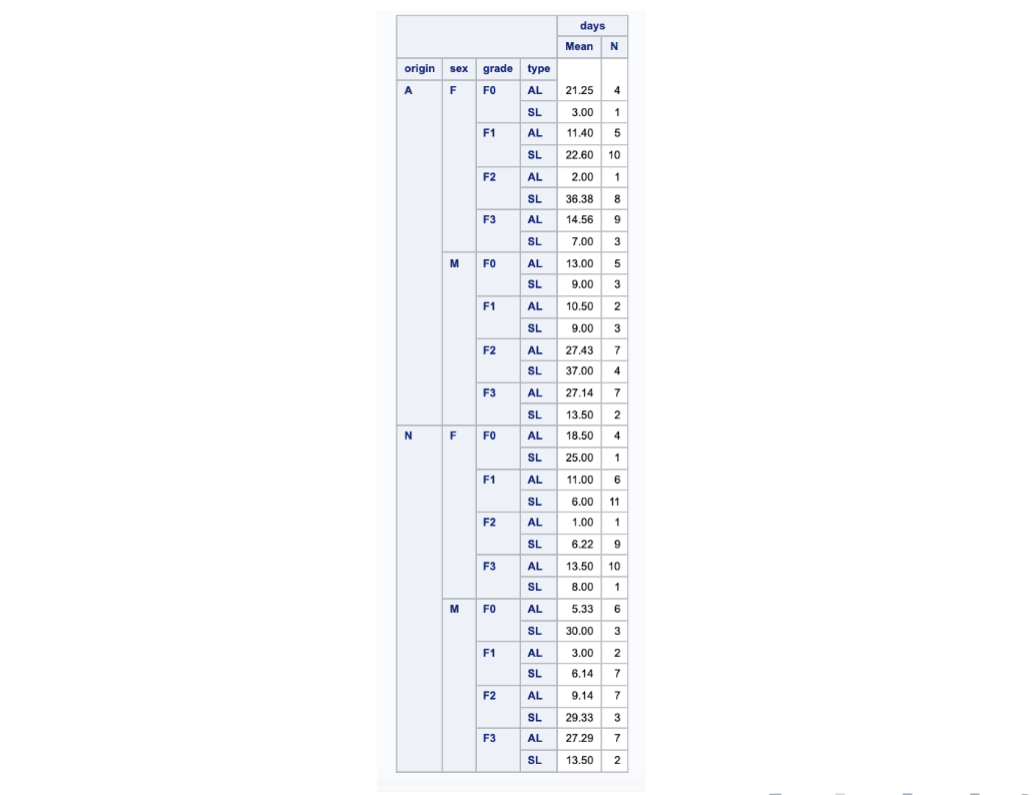 days
Mean N
origin sex grade type
A F F0 AL 21.25 4
SL 3.00 1
F1 AL 11.40 5
SL 22.60 10
F2 AL 2.00 1
SL 36.38 8
F3 AL 14.56 9
SL 7.00 3
M F0 AL 13.00 5
SL 9.00 3
F1 AL 10.50 2
SL 9.00 3
F2 AL 27.43 7
SL 37.00 4
F3 AL 27.14 7
SL 13.50 2
N F F0 AL 18.50 4
SL 25.00 1
F1 AL 11.00 6
SL 6.00 11
F2 AL 1.00 1
SL 6.22 9
F3 AL 13.50 10
SL 8.00 1
M F0 AL 5.33 6
SL 30.00 3
F1 AL 3.00 2
SL 6.14 7
F2 AL 9.14 7
SL 29.33 3
F3 AL 27.29 7
SL 13.50 2